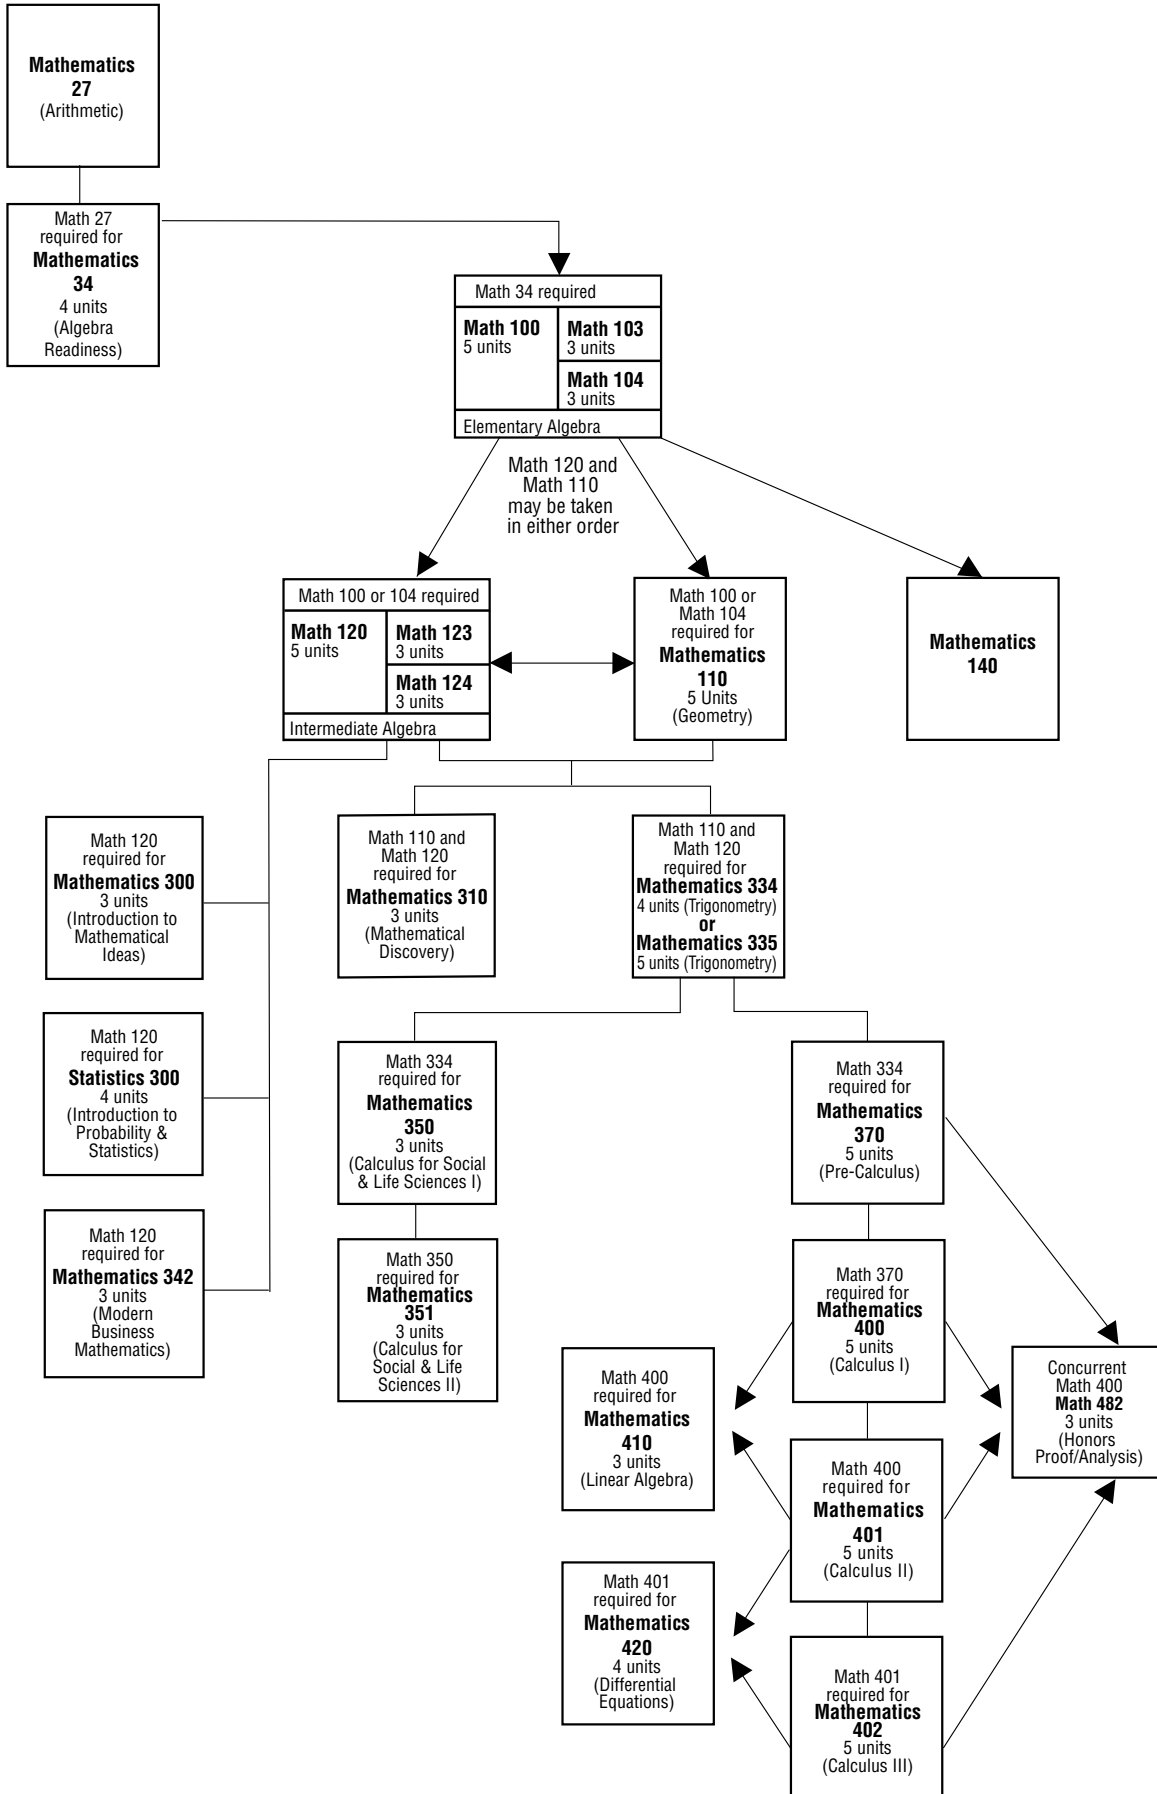 Mathematics
27
(Arithmetic)
Math 27
required for
Mathematics
34
4 units
(Algebra
Readiness)
Math 34 required
Math 100
5 units
Math 103
3 units
Math 104
3 units
Elementary Algebra
Math 120 and
Math 110
may be taken
in either order
Math 100 or 104 required
Math 120
5 units
Math 123
3 units
Math 124
3 units
Intermediate Algebra
Math 100 or
Math 104
required for
Mathematics
110
5 Units
(Geometry)
Mathematics
140
Math 120
required for
Mathematics 300
3 units
(Introduction to
Mathematical
Ideas)
Math 110 and
Math 120
required for
Mathematics 310
3 units
(Mathematical
Discovery)
Math 110 and
Math 120
required for
Mathematics 334
4 units (Trigonometry)
or
Mathematics 335
5 units (Trigonometry)
Math 120
required for
Statistics 300
4 units
(Introduction to
Probability &
Statistics)
Math 334
required for
Mathematics
350
3 units
(Calculus for Social
& Life Sciences I)
Math 334
required for
Mathematics
370
5 units
(Pre-Calculus)
Math 120
required for
Mathematics 342
3 units
(Modern
Business
Mathematics)
Math 350
required for
Mathematics
351
3 units
(Calculus for
Social & Life
Sciences II)
Math 370
required for
Mathematics
400
5 units
(Calculus I)
Concurrent
Math 400
Math 482
3 units
(Honors
Proof/Analysis)
Math 400
required for
Mathematics
410
3 units
(Linear Algebra)
Math 400
required for
Mathematics
401
5 units
(Calculus II)
Math 401
required for
Mathematics
420
4 units
(Differential
Equations)
Math 401
required for
Mathematics
402
5 units
(Calculus III)